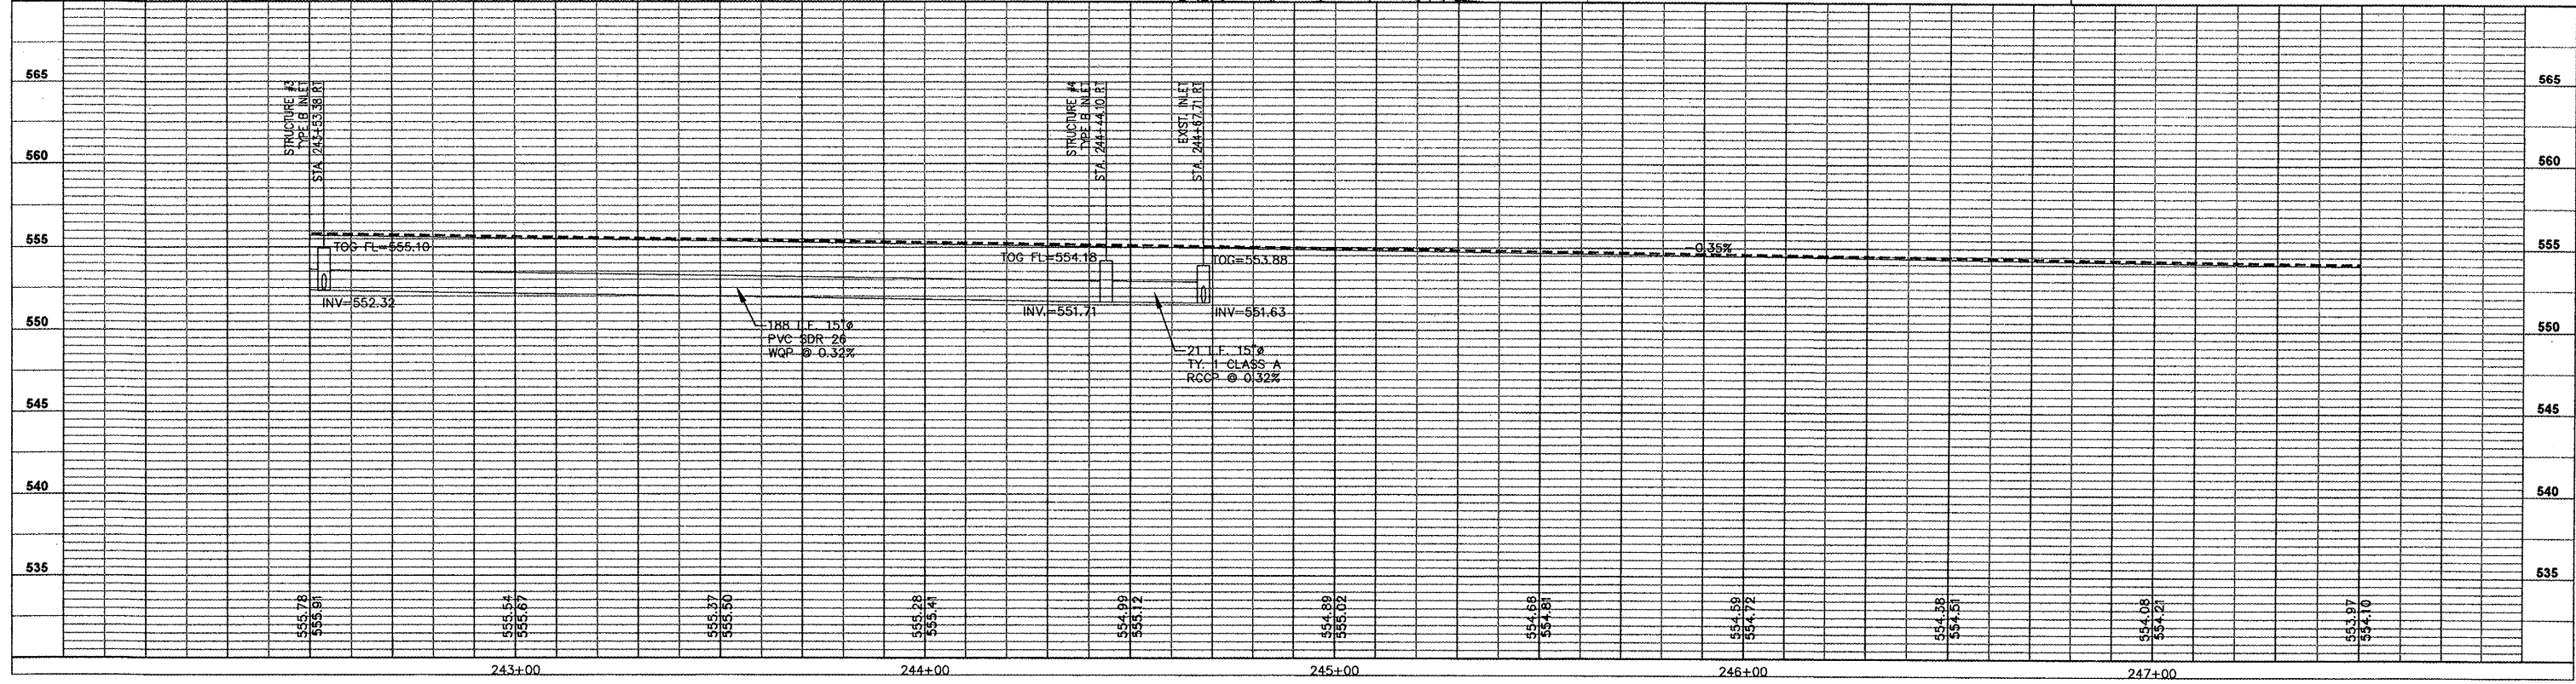 565
560
555
550
545
540
535
565
560
555
550
545
540
535
STRUCTURE #3
TYPE B INLET
STA. 243+53.38 RT
STRUCTURE #4
TYPE B INLET
STA. 244+44.10 RT
EXIST. INLET
STA. 244+67.71 RT
TOG FL=555.10
INV=552.32
188 L.F. 15"ø
PVC SDR 26
WQP @ 0.32%
TOG FL=554.18
INV.=551.71
TOG=553.88
INV=551.63
21 L.F. 15"ø
TY. 1 CLASS A
RCCP @ 0.32%
-0.35%
555.78
555.91
555.54
555.67
555.37
555.50
555.28
555.41
554.99
555.12
554.89
555.02
554.68
554.81
554.59
554.72
554.38
554.51
554.08
554.21
553.97
554.10
243+00
244+00
245+00
246+00
247+00